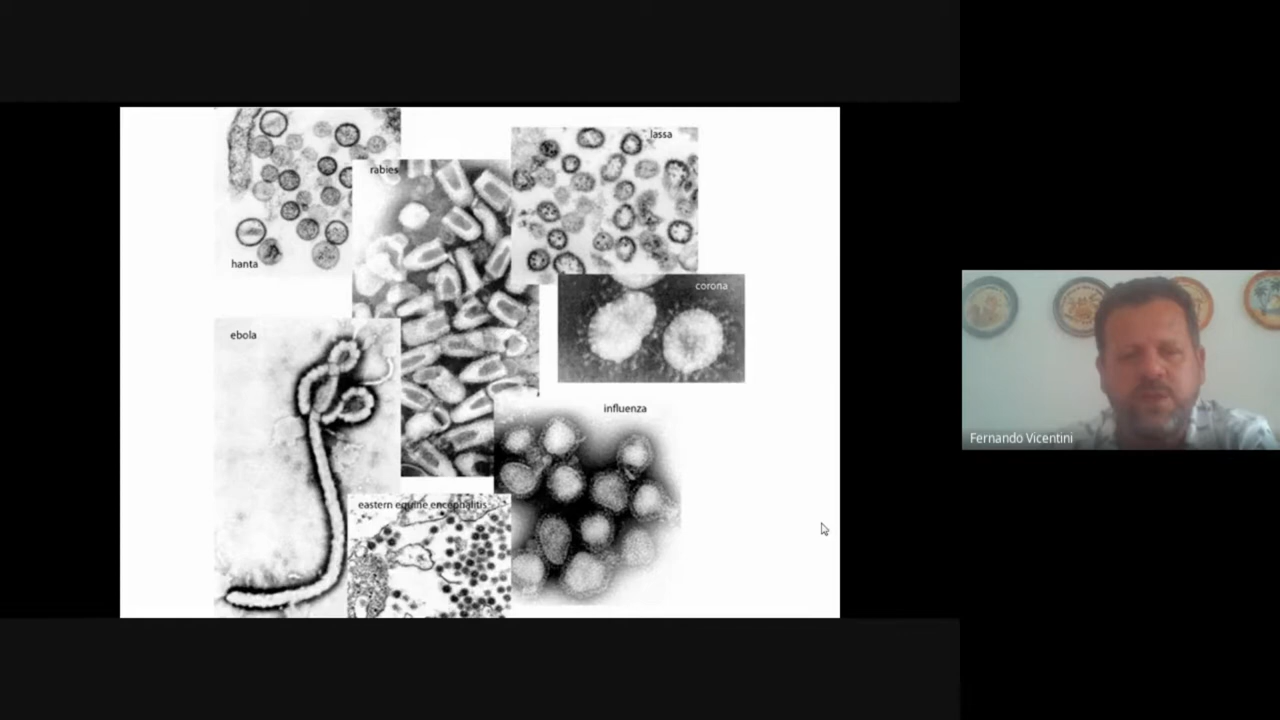 lassa
rabies
hanta
corona
ebola
influenza
eastern equine encephalitis
Fernando Vicentini